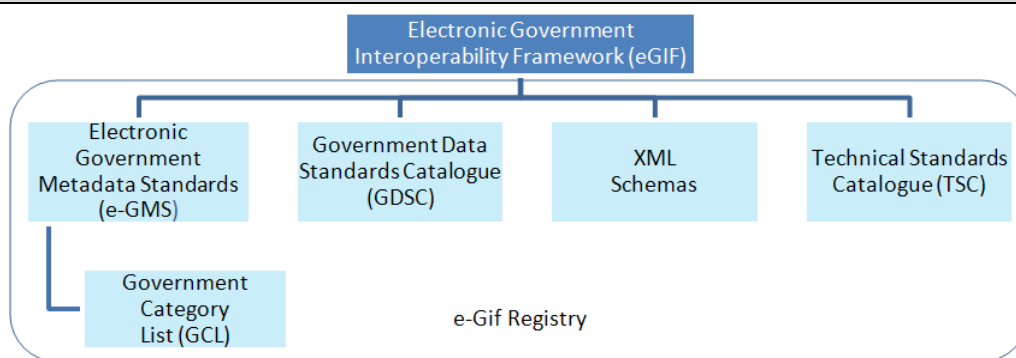 Electronic Government
Interoperability Framework (eGIF)
Electronic
Government
Metadada Standards
(e-GMS)
Government Data
Standards Catalogue
(GDSC)
XML
Schemas
Technical Standards
Catalogue (TSC)
Government
Category
List (GCL)
e-Gif Registry